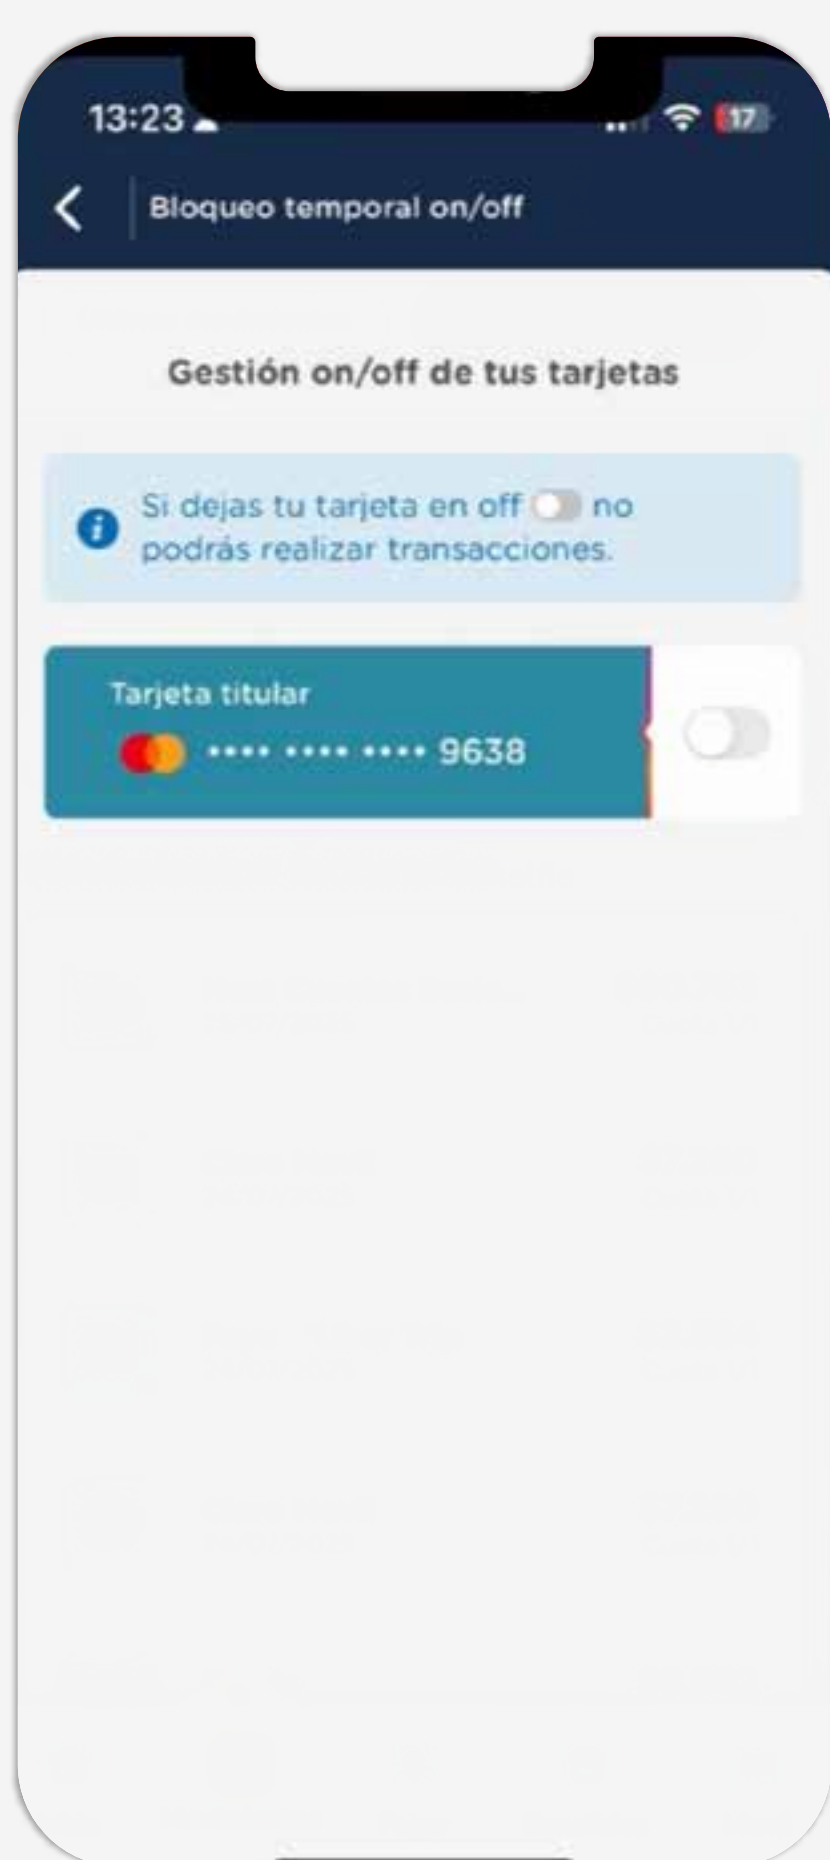 13:23
17
Bloqueo temporal on/off
Gestión on/off de tus tarjetas
Si dejas tu tarjeta en off no
podrás realizar transacciones.
Tarjeta titular
•••• •••• •••• 9638